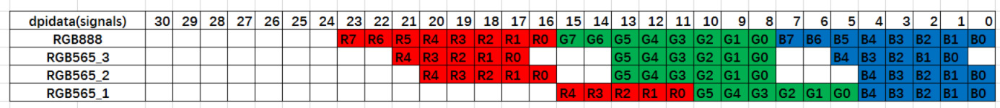 dpidata(signals) 30 29 28 27 26 25 24 23 22 21 20 19 18 17 16 15 14 13 12 11 10 9 8 7 6 5 4 3 2 1 0
RGB888 R7 R6 R5 R4 R3 R2 R1 R0 G7 G6 G5 G4 G3 G2 G1 G0 B7 B6 B5 B4 B3 B2 B1 B0
RGB565_3 R4 R3 R2 R1 R0 G5 G4 G3 G2 G1 G0 B4 B3 B2 B1 B0
RGB565_2 R4 R3 R2 R1 R0 G5 G4 G3 G2 G1 G0 B4 B3 B2 B1 B0
RGB565_1 R4 R3 R2 R1 R0 G5 G4 G3 G2 G1 G0 B4 B3 B2 B1 B0